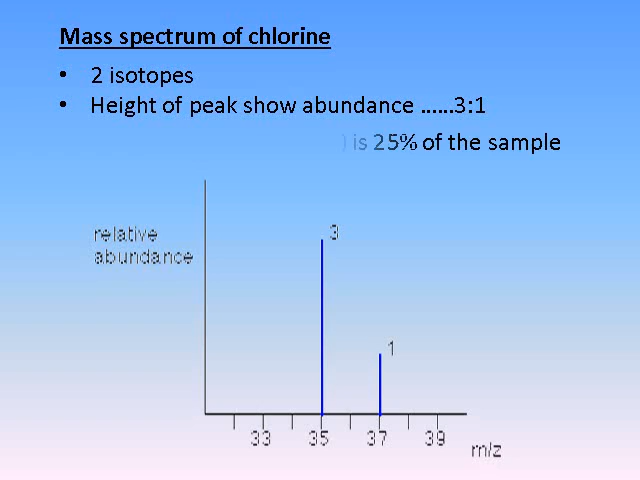 Mass spectrum of chlorine
• 2 isotopes
• Height of peak show abundance ......3:1
) is 25% of the sample
relative
abundance
3
1
33 35 37 39
m/z